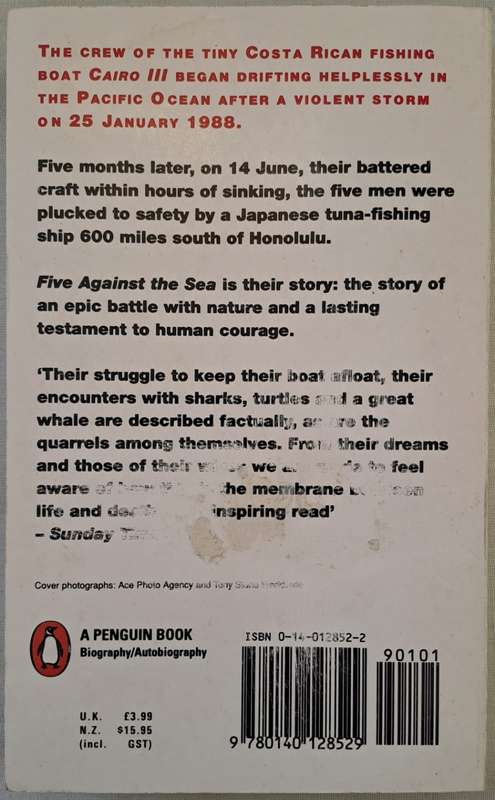 THE CREW OF THE TINY COSTA RICAN FISHING
BOAT CAIRO III BEGAN DRIFTING HELPLESSLY IN
THE PACIFIC OCEAN AFTER A VIOLENT STORM
ON 25 JANUARY 1988.
Five months later, on 14 June, their battered
craft within hours of sinking, the five men were
plucked to safety by a Japanese tuna-fishing
ship 600 miles south of Honolulu.
Five Against the Sea is their story: the story of
an epic battle with nature and a lasting
testament to human courage.
‘Their struggle to keep their boat afloat, their
encounters with sharks, turtles and a great
whale are described factually, as are the
quarrels among themselves. From their dreams
and those of their we to feel
aware of the membrane between
life and death inspiring read’
– Sunday
Cover photographs: Ace Photo Agency and Tony
A PENGUIN BOOK
Biography/Autobiography
ISBN 0-14-012852-2
90101
9 780140 128529
U.K. £3.99
N.Z. $15.95
(incl. GST)